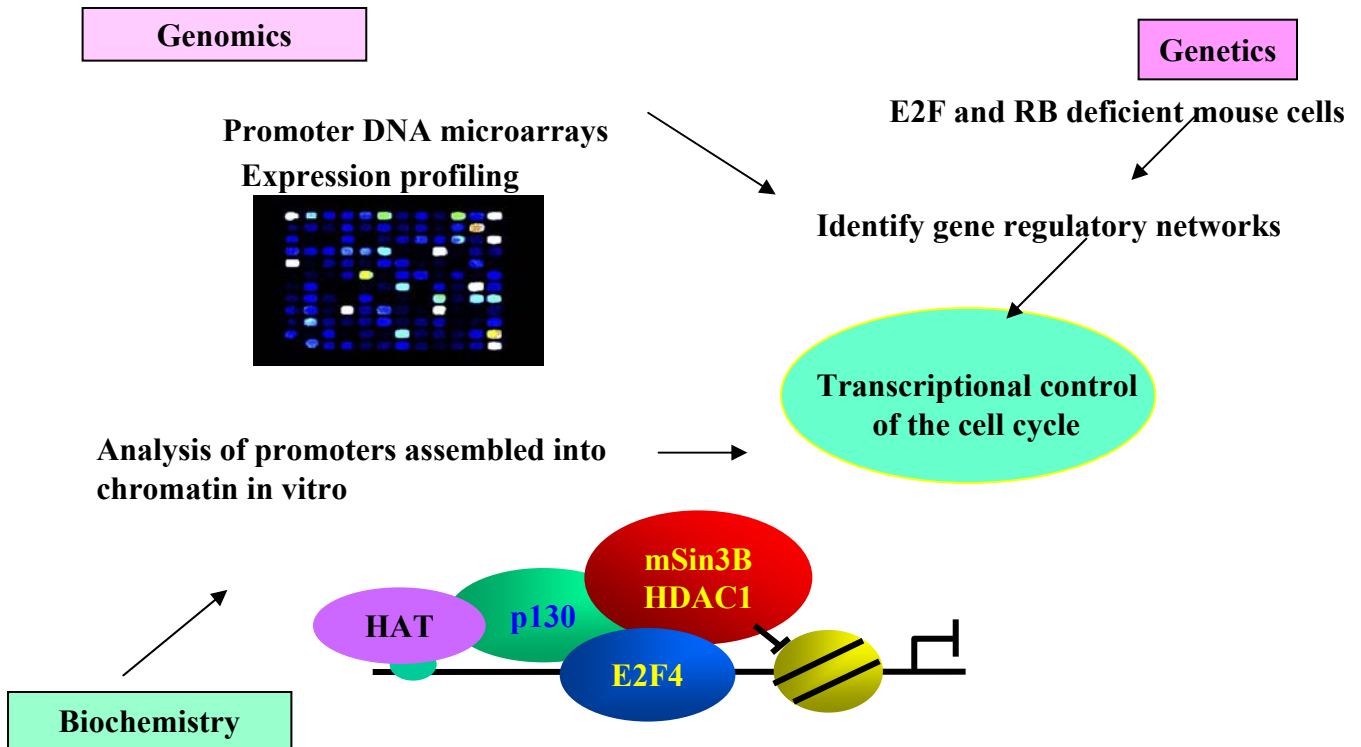 Genomics
Genetics
E2F and RB deficient mouse cells
Promoter DNA microarrays
Expression profiling
Identify gene regulatory networks
Transcriptional control
of the cell cycle
Analysis of promoters assembled into
chromatin in vitro
mSin3B
HDAC1
p130
HAT
E2F4
Biochemistry